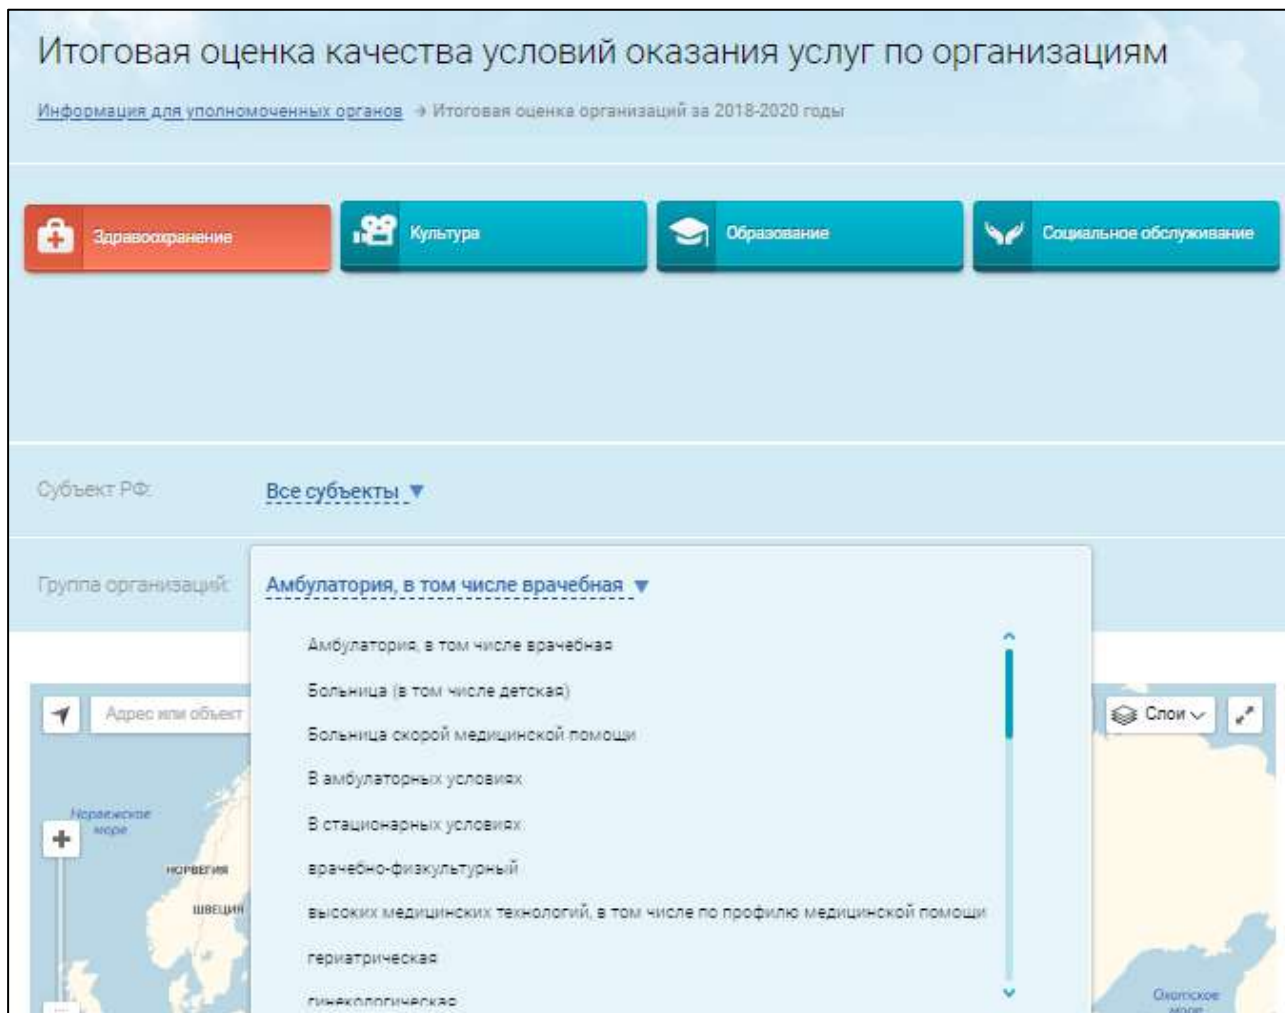 Итоговая оценка качества условий оказания услуг по организациям
Информация для уполномоченных органов → Итоговая оценка организаций за 2018-2020 годы
Здравоохранение
Культура
Образование
Социальное обслуживание
Субъект РФ:
Все субъекты ▼
Группа организаций:
Амбулатория, в том числе врачебная ▼
Амбулатория, в том числе врачебная
Больница (в том числе детская)
Больница скорой медицинской помощи
В амбулаторных условиях
В стационарных условиях
врачебно-физкультурный
высоких медицинских технологий, в том числе по профилю медицинской помощи
гериатрическая
гинекологическая
Адрес или объект
Слои
Норвежское
море
НОРВЕГИЯ
ШВЕЦИЯ
Охотское
море